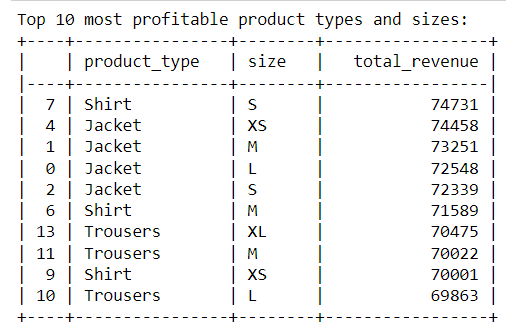 Top 10 most profitable product types and sizes:
+----+----------------+--------+-----------------+
|    | product_type   | size   |   total_revenue |
|----+----------------+--------+-----------------|
|  7 | Shirt          | S      |           74731 |
|  4 | Jacket         | XS     |           74458 |
|  1 | Jacket         | M      |           73251 |
|  0 | Jacket         | L      |           72548 |
|  2 | Jacket         | S      |           72339 |
|  6 | Shirt          | M      |           71589 |
| 13 | Trousers       | XL     |           70475 |
| 11 | Trousers       | M      |           70022 |
|  9 | Shirt          | XS     |           70001 |
| 10 | Trousers       | L      |           69863 |
+----+----------------+--------+-----------------+